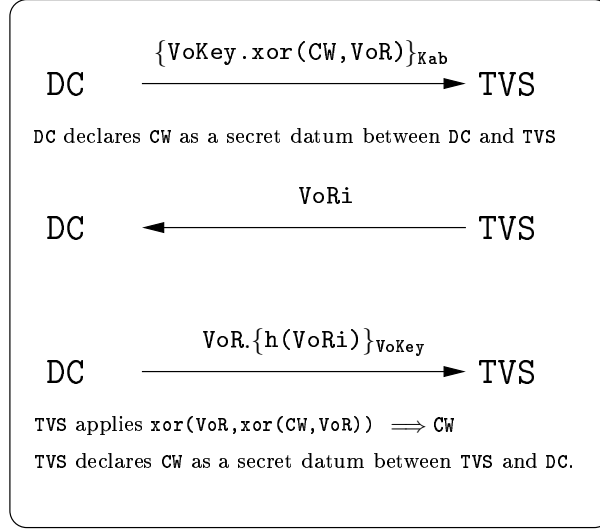 {VoKey.xor(CW,VoR)}Kab
DC TVS
DC declares CW as a secret datum between DC and TVS
VoRi
DC TVS
VoR.{h(VoRi)}VoKey
DC TVS
TVS applies xor(VoR,xor(CW,VoR)) ⟹ CW
TVS declares CW as a secret datum between TVS and DC.